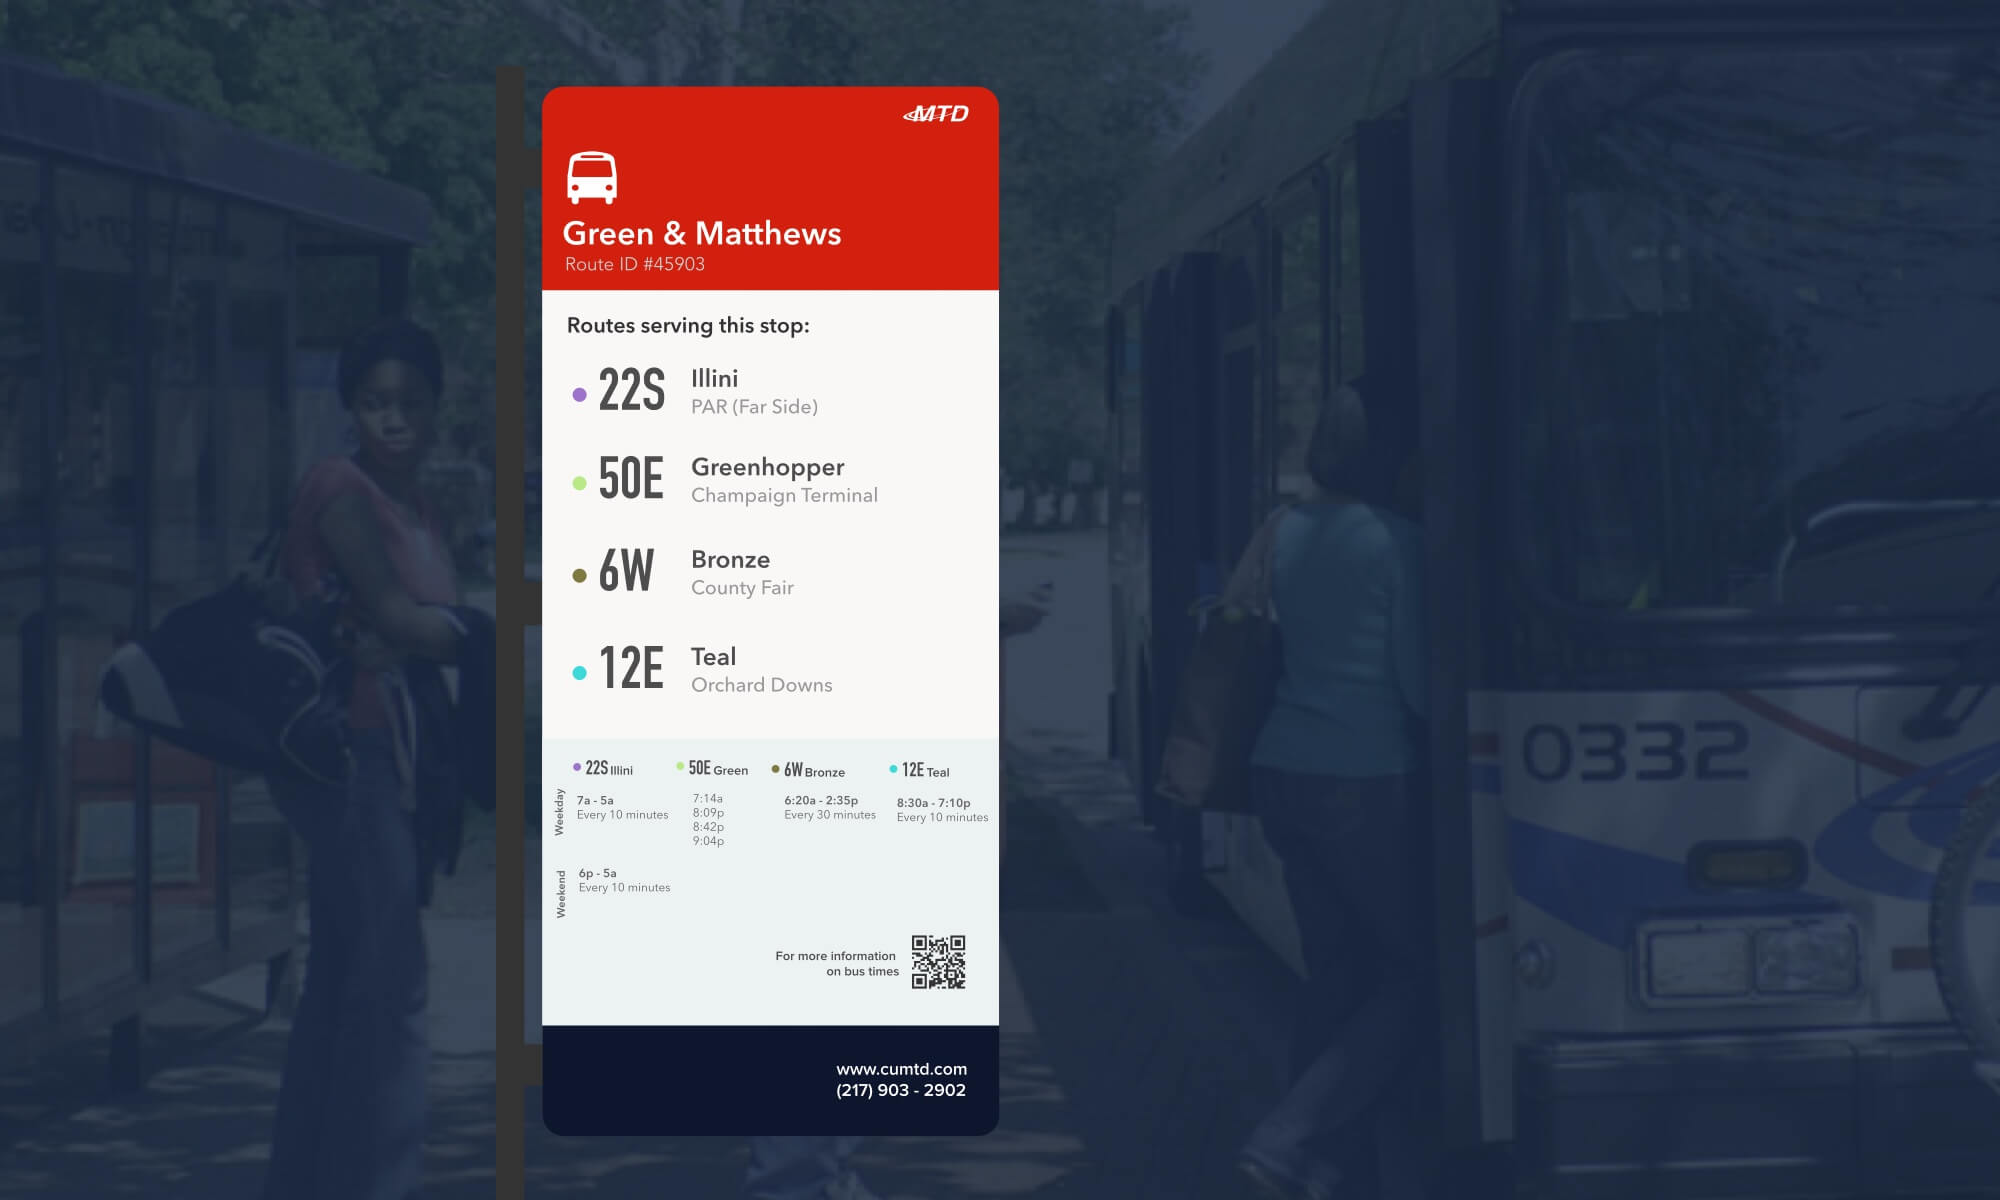 MTD
Green & Matthews
Route ID #45903
Routes serving this stop:
22S
Illini
PAR (Far Side)
50E
Greenhopper
Champaign Terminal
6W
Bronze
County Fair
12E
Teal
Orchard Downs
22S Illini
50E Green
6W Bronze
12E Teal
Weekday
7a - 5a
Every 10 minutes
7:14a
8:09p
8:42p
9:04p
6:20a - 2:35p
Every 30 minutes
8:30a - 7:10p
Every 10 minutes
Weekend
6p - 5a
Every 10 minutes
For more information
on bus times
www.cumtd.com
(217) 903 - 2902
0332